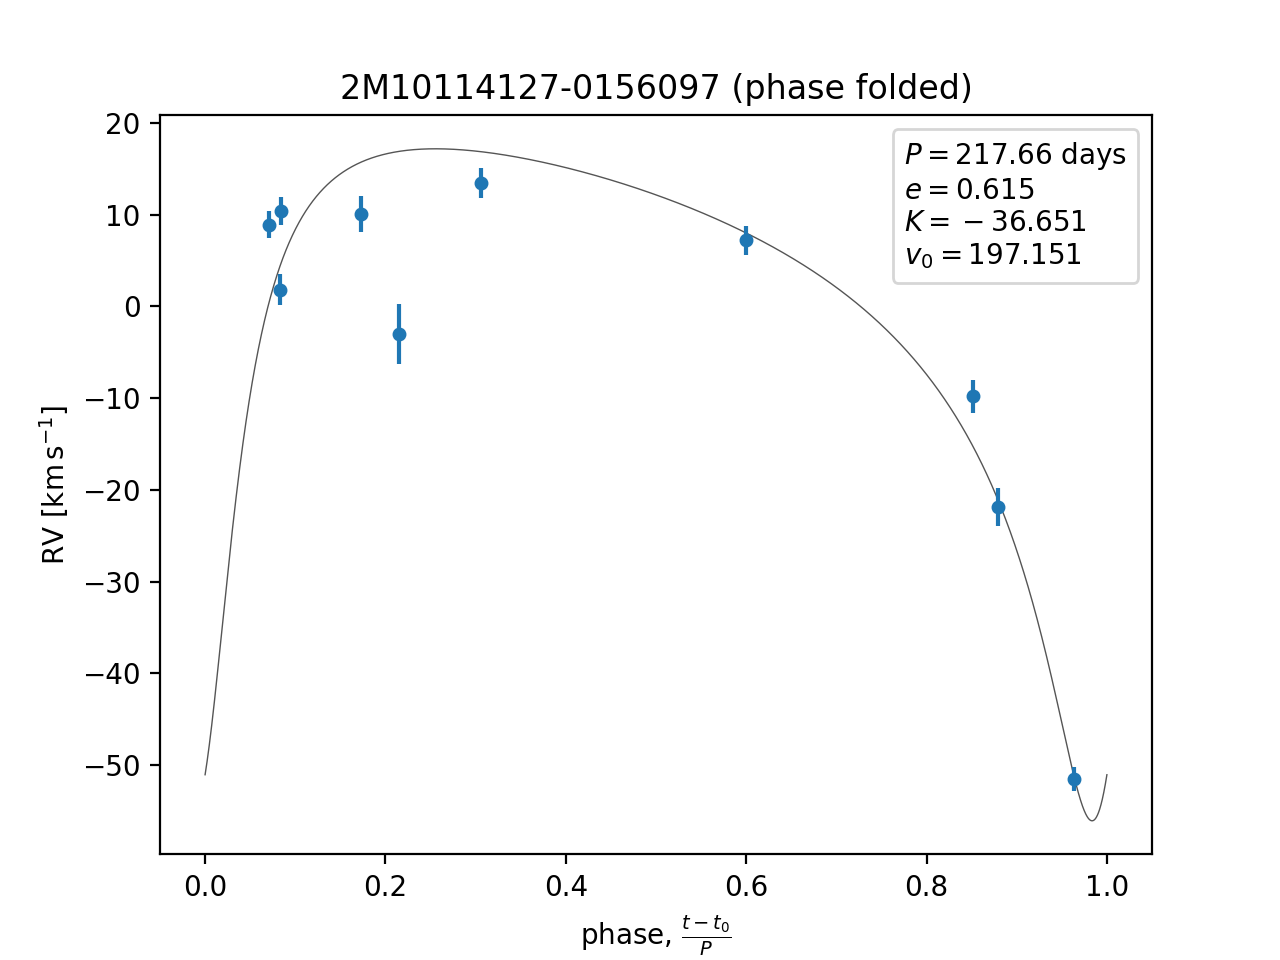 2M10114127-0156097 (phase folded)
P = 217.66 days
e = 0.615
K = −36.651
v₀ = 197.151
20
10
0
−10
−20
−30
−40
−50
RV [km s⁻¹]
0.0 0.2 0.4 0.6 0.8 1.0
phase, (t − t₀)/P